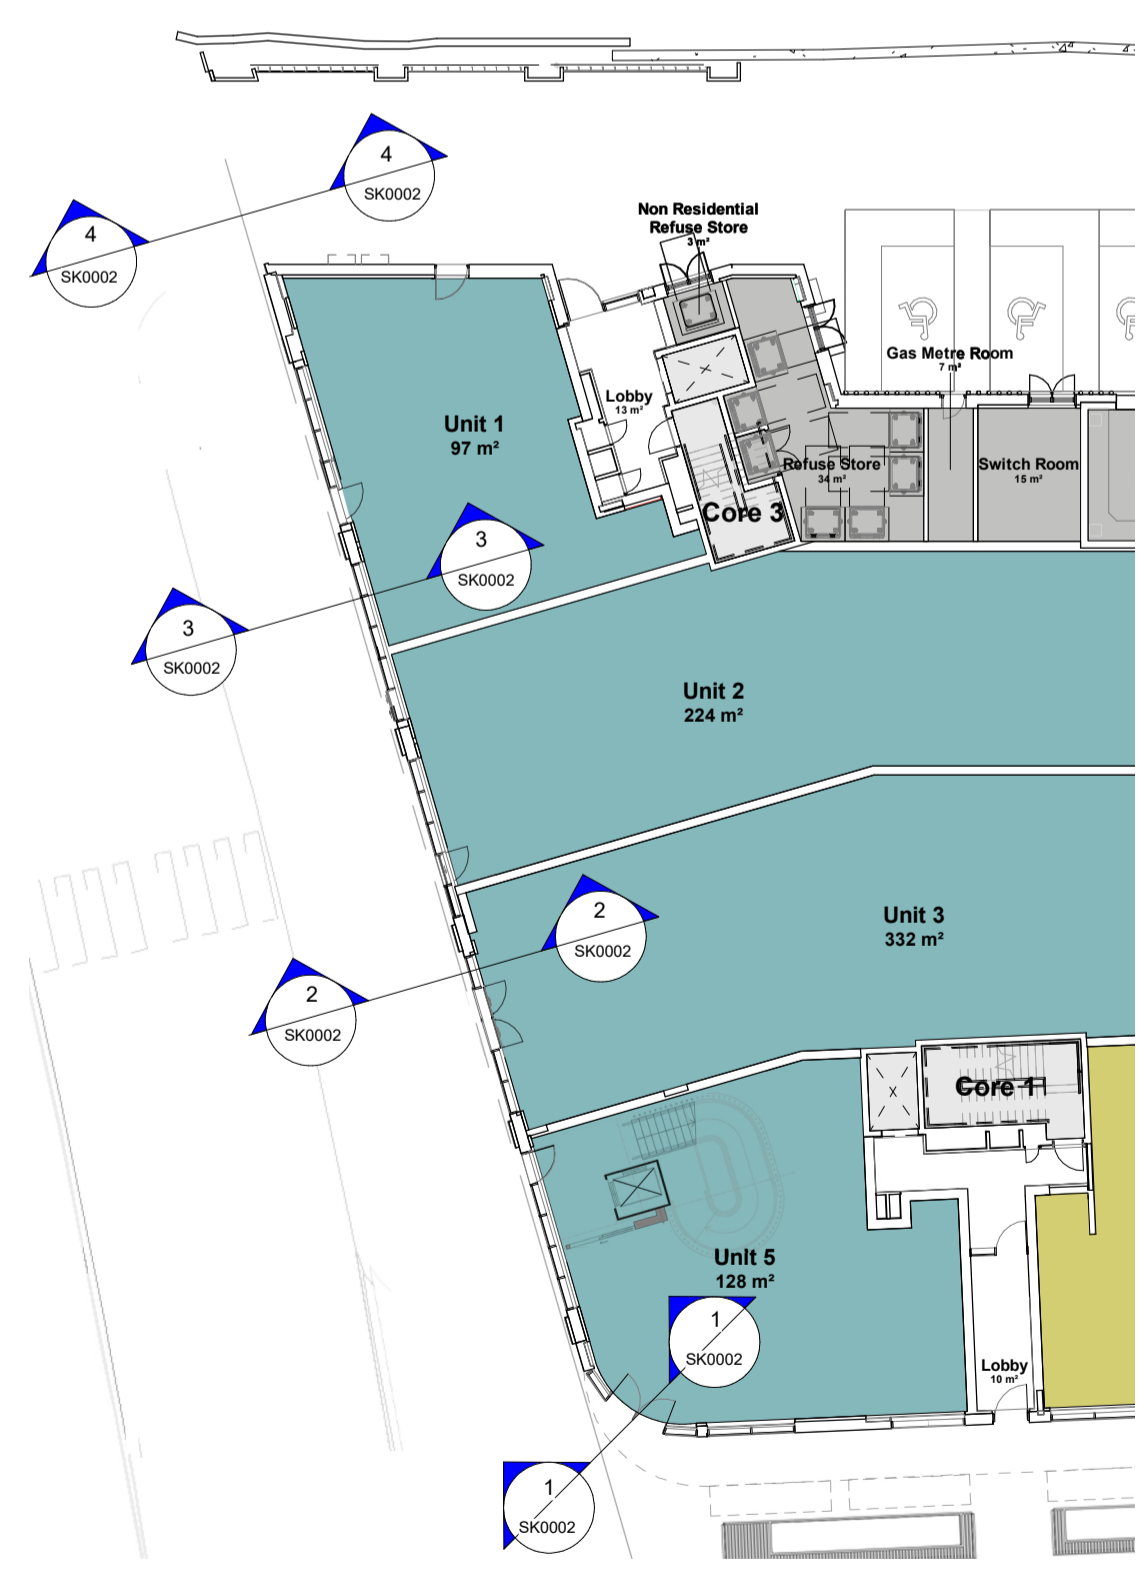 4
SK0002
4
SK0002
Non Residential
Refuse Store
3 m²
Gas Metre Room
7 m²
Lobby
13 m²
Unit 1
97 m²
Refuse Store
34 m²
Switch Room
15 m²
Core 3
3
SK0002
3
SK0002
Unit 2
224 m²
2
SK0002
Unit 3
332 m²
2
SK0002
Core 1
Unit 5
128 m²
1
SK0002
Lobby
10 m²
1
SK0002